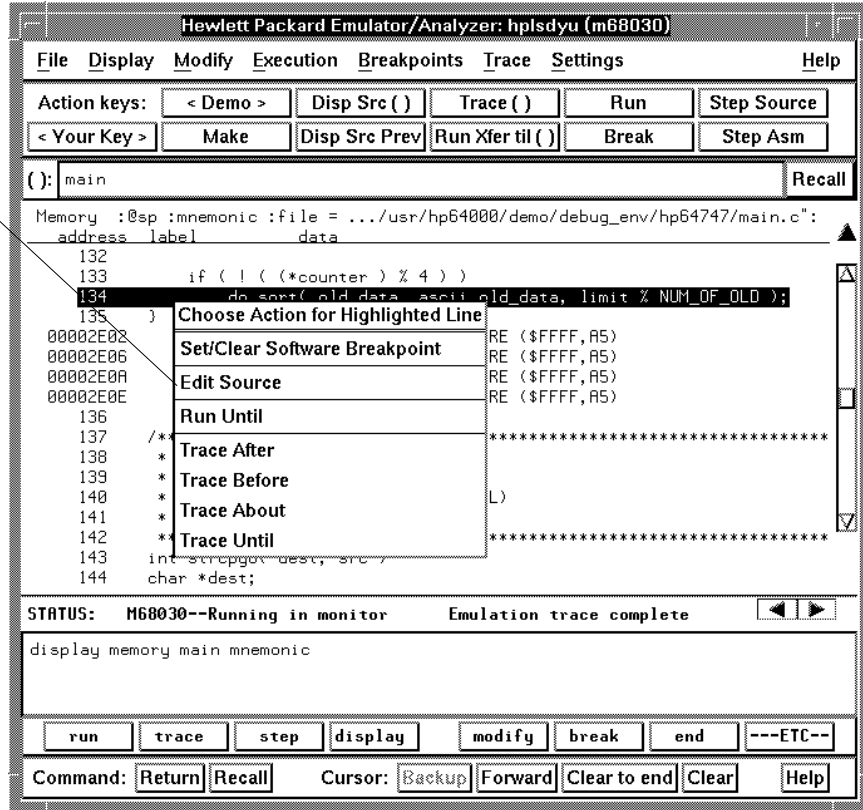 Hewlett Packard Emulator/Analyzer: hplsdyu (m68030)
File Display Modify Execution Breakpoints Trace Settings Help
Action keys: < Demo > Disp Src ( ) Trace ( ) Run Step Source
< Your Key > Make Disp Src Prev Run Xfer til ( ) Break Step Asm
( ): main Recall
Memory :@sp :mnemonic :file = .../usr/hp64000/demo/debug_env/hp64747/main.c":
address label data
132
133 if ( ! ( (*counter ) % 4 ) )
134 do_sort( old_data, ascii_old_data, limit % NUM_OF_OLD );
135 }
Choose Action for Highlighted Line
Set/Clear Software Breakpoint
Edit Source
Run Until
Trace After
Trace Before
Trace About
Trace Until
00002E02 RE ($FFFF,A5)
00002E06 RE ($FFFF,A5)
00002E0A RE ($FFFF,A5)
00002E0E RE ($FFFF,A5)
136
137 /** **********************************
138 *
139 *
140 * L)
141 *
142 ** **********************************
143 int strcpy8( dest, src )
144 char *dest;
STATUS: M68030--Running in monitor Emulation trace complete
display memory main mnemonic
run trace step display modify break end ---ETC--
Command: Return Recall Cursor: Backup Forward Clear to end Clear Help